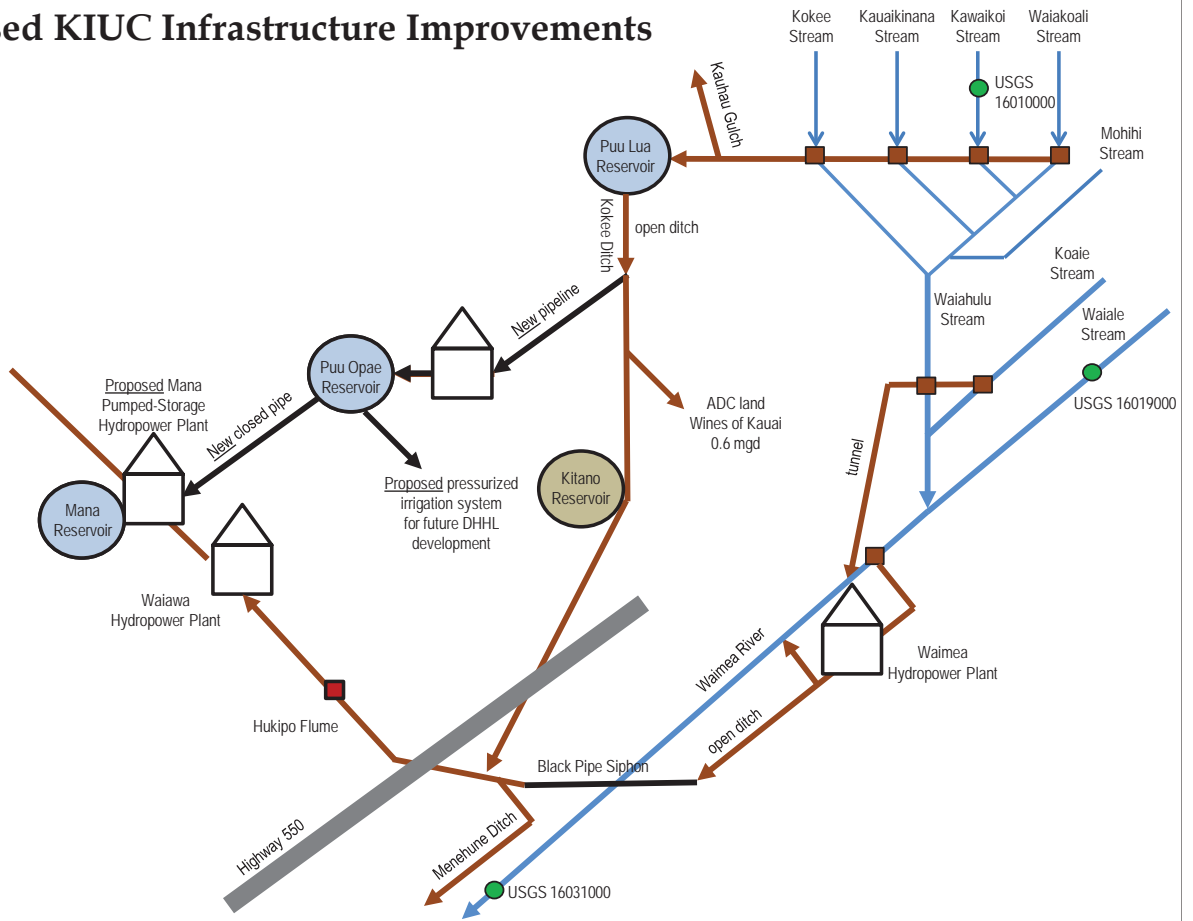 sed KIUC Infrastructure Improvements
Kokee
Stream
Kauaikinana
Stream
Kawaikoi
Stream
Waiakoali
Stream
USGS
16010000
Mohihi
Stream
Kauhau Gulch
Puu Lua
Reservoir
Kokee Ditch
open ditch
Koaie
Stream
Waiahulu
Stream
Waiale
Stream
USGS 16019000
New pipeline
Puu Opae
Reservoir
Proposed Mana
Pumped-Storage
Hydropower Plant
New closed pipe
ADC land
Wines of Kauai
0.6 mgd
tunnel
Proposed pressurized
irrigation system
for future DHHL
development
Kitano
Reservoir
Mana
Reservoir
Waiawa
Hydropower Plant
Waimea River
Waimea
Hydropower Plant
Hukipo Flume
open ditch
Black Pipe Siphon
Highway 550
Menehune Ditch
USGS 16031000